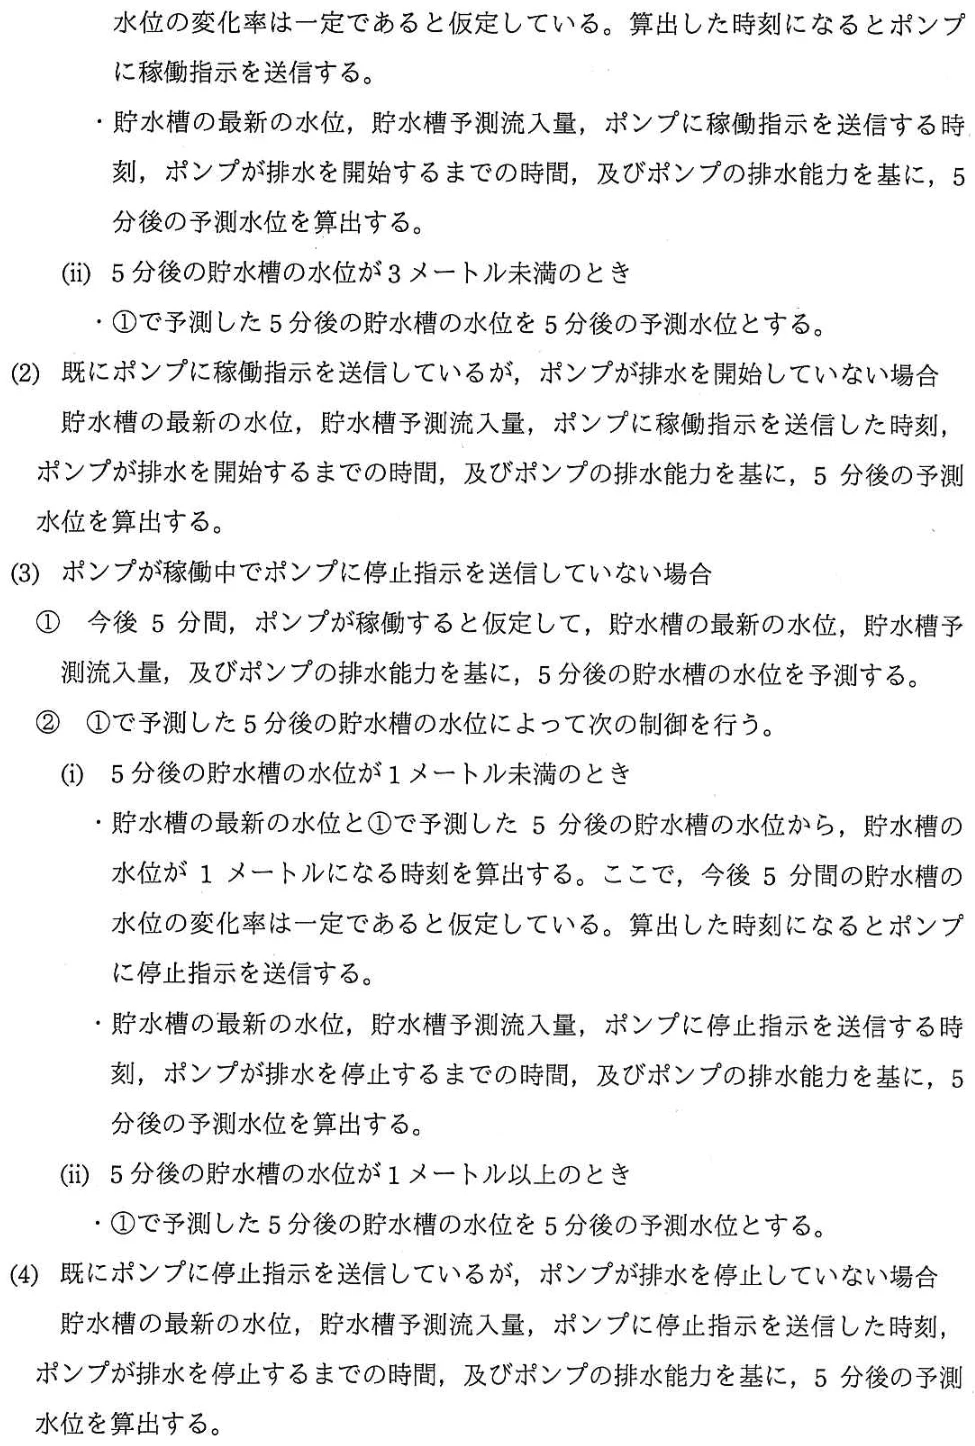 水位の変化率は一定であると仮定している。算出した時刻になるとポンプ
に稼働指示を送信する。
・貯水槽の最新の水位，貯水槽予測流入量，ポンプに稼働指示を送信する時
刻，ポンプが排水を開始するまでの時間，及びポンプの排水能力を基に，5
分後の予測水位を算出する。
(ii) 5分後の貯水槽の水位が3メートル未満のとき
・①で予測した5分後の貯水槽の水位を5分後の予測水位とする。
(2) 既にポンプに稼働指示を送信しているが，ポンプが排水を開始していない場合
貯水槽の最新の水位，貯水槽予測流入量，ポンプに稼働指示を送信した時刻，
ポンプが排水を開始するまでの時間，及びポンプの排水能力を基に，5 分後の予測
水位を算出する。
(3) ポンプが稼働中でポンプに停止指示を送信していない場合
① 今後 5 分間，ポンプが稼働すると仮定して，貯水槽の最新の水位，貯水槽予
測流入量，及びポンプの排水能力を基に，5分後の貯水槽の水位を予測する。
② ①で予測した5分後の貯水槽の水位によって次の制御を行う。
(i) 5分後の貯水槽の水位が1メートル未満のとき
・貯水槽の最新の水位と①で予測した 5 分後の貯水槽の水位から，貯水槽の
水位が 1 メートルになる時刻を算出する。ここで，今後 5 分間の貯水槽の
水位の変化率は一定であると仮定している。算出した時刻になるとポンプ
に停止指示を送信する。
・貯水槽の最新の水位，貯水槽予測流入量，ポンプに停止指示を送信する時
刻，ポンプが排水を停止するまでの時間，及びポンプの排水能力を基に，5
分後の予測水位を算出する。
(ii) 5分後の貯水槽の水位が1メートル以上のとき
・①で予測した5分後の貯水槽の水位を5分後の予測水位とする。
(4) 既にポンプに停止指示を送信しているが，ポンプが排水を停止していない場合
貯水槽の最新の水位，貯水槽予測流入量，ポンプに停止指示を送信した時刻，
ポンプが排水を停止するまでの時間，及びポンプの排水能力を基に，5 分後の予測
水位を算出する。